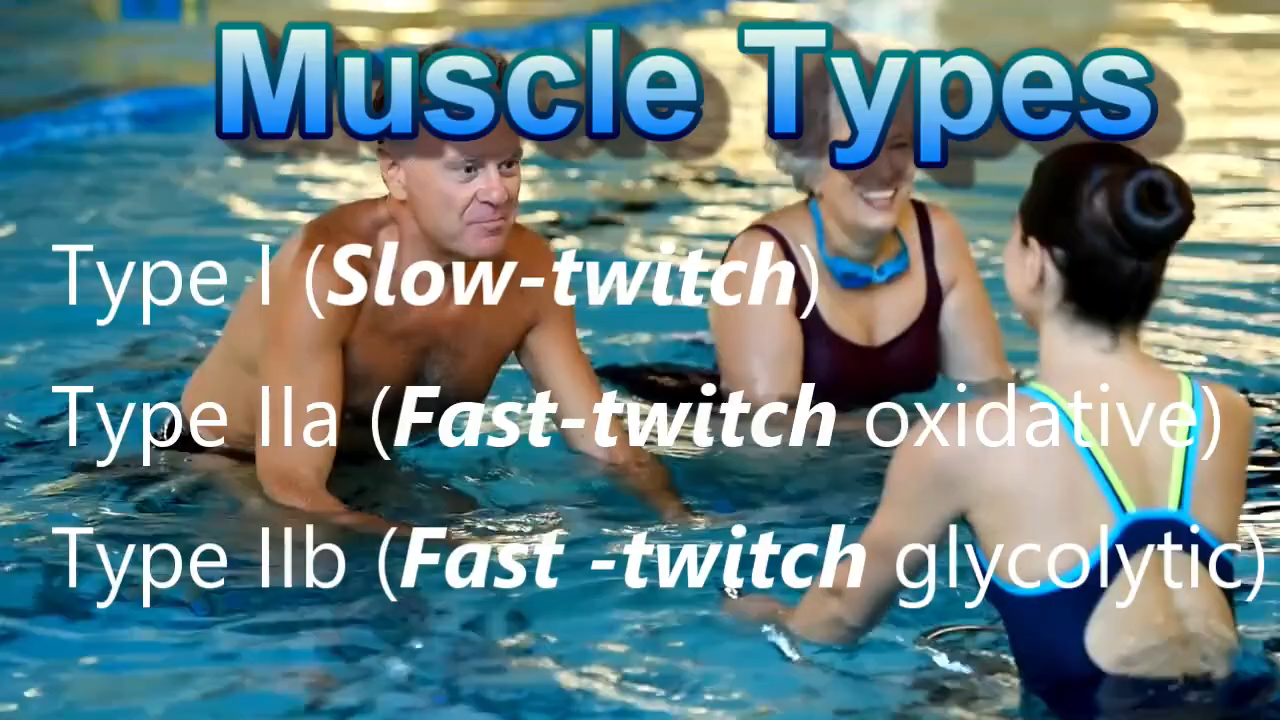 Muscle Types
Type I (Slow-twitch)
Type IIa (Fast-twitch oxidative)
Type IIb (Fast -twitch glycolytic)